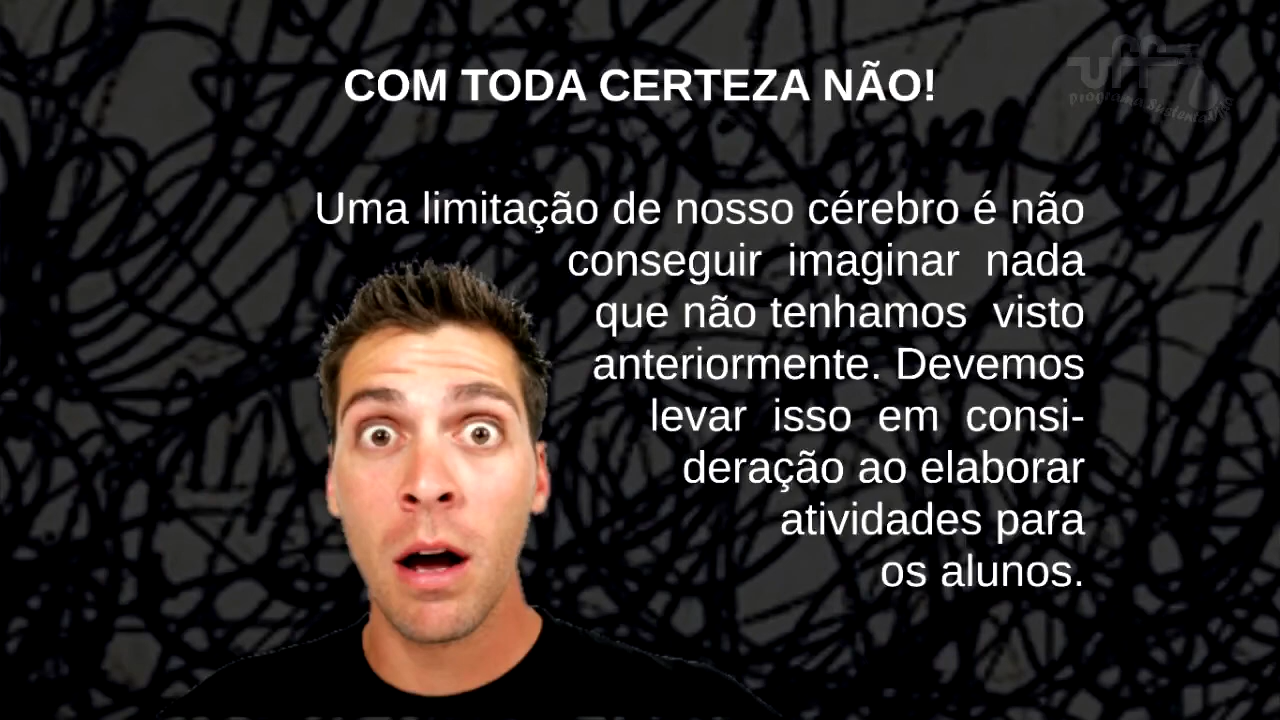 COM TODA CERTEZA NÃO!
Uma limitação de nosso cérebro é não
conseguir imaginar nada
que não tenhamos visto
anteriormente. Devemos
levar isso em consi-
deração ao elaborar
atividades para
os alunos.
uff